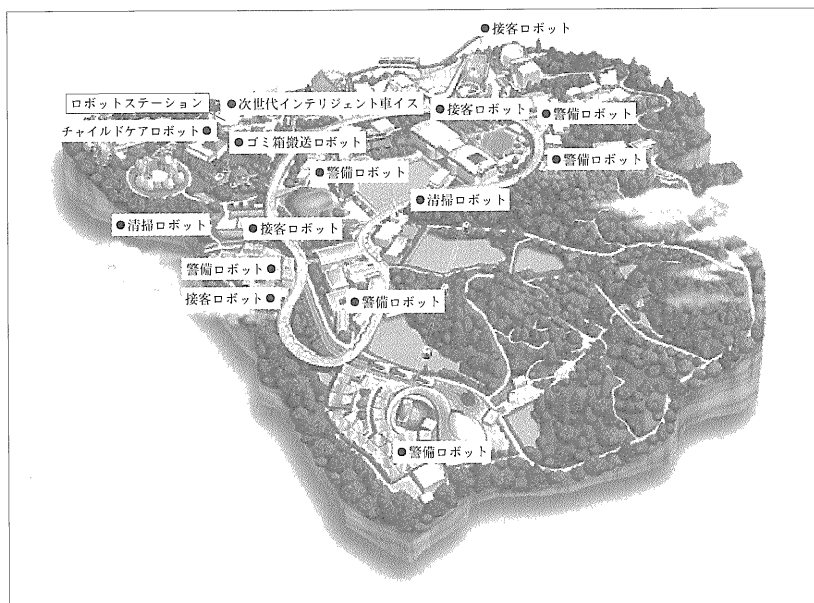 ●接客ロボット
ロボットステーション
●次世代インテリジェント車イス
●接客ロボット
●警備ロボット
チャイルドケアロボット●
●ゴミ箱搬送ロボット
●警備ロボット
●警備ロボット
●清掃ロボット
●清掃ロボット
●接客ロボット
警備ロボット●
接客ロボット●
●警備ロボット
●警備ロボット